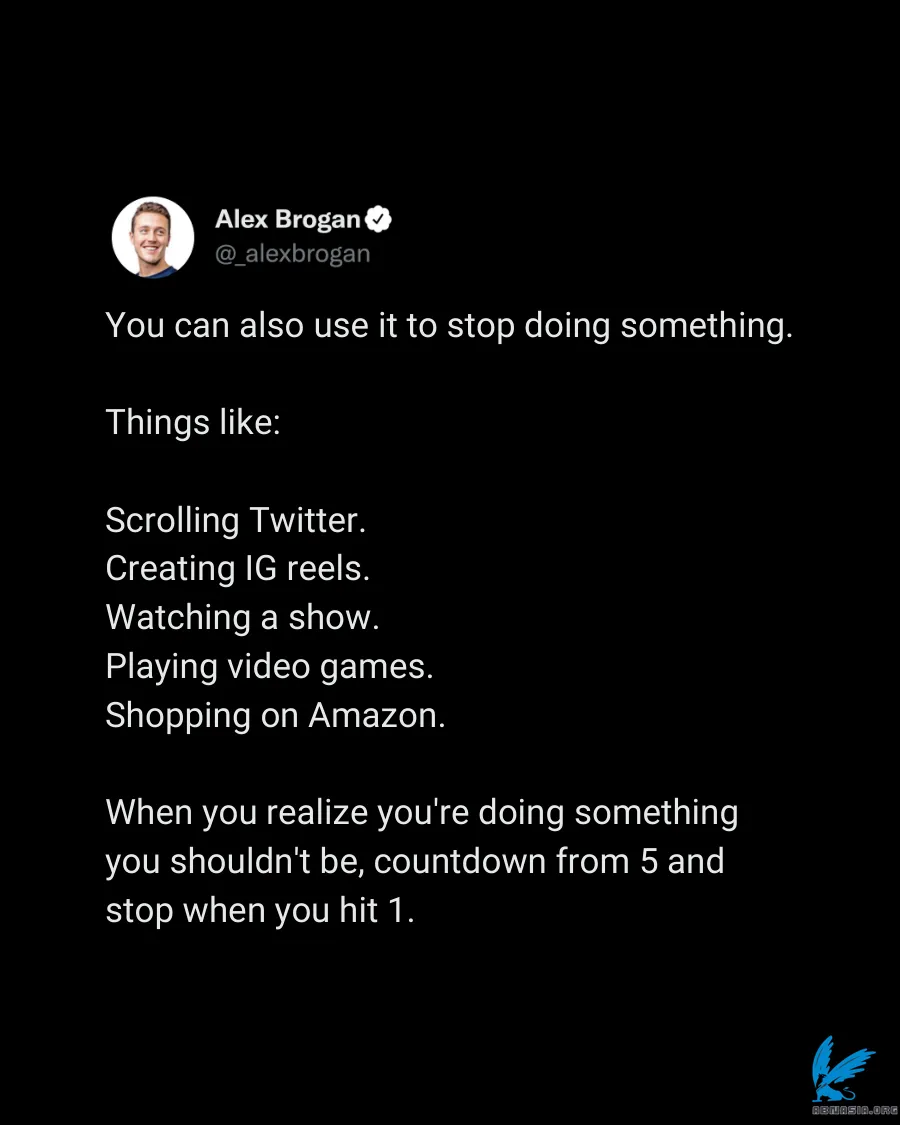 Alex Brogan
@_alexbrogan
You can also use it to stop doing something.
Things like:
Scrolling Twitter.
Creating IG reels.
Watching a show.
Playing video games.
Shopping on Amazon.
When you realize you're doing something
you shouldn't be, countdown from 5 and
stop when you hit 1.
ABNASIA.ORG